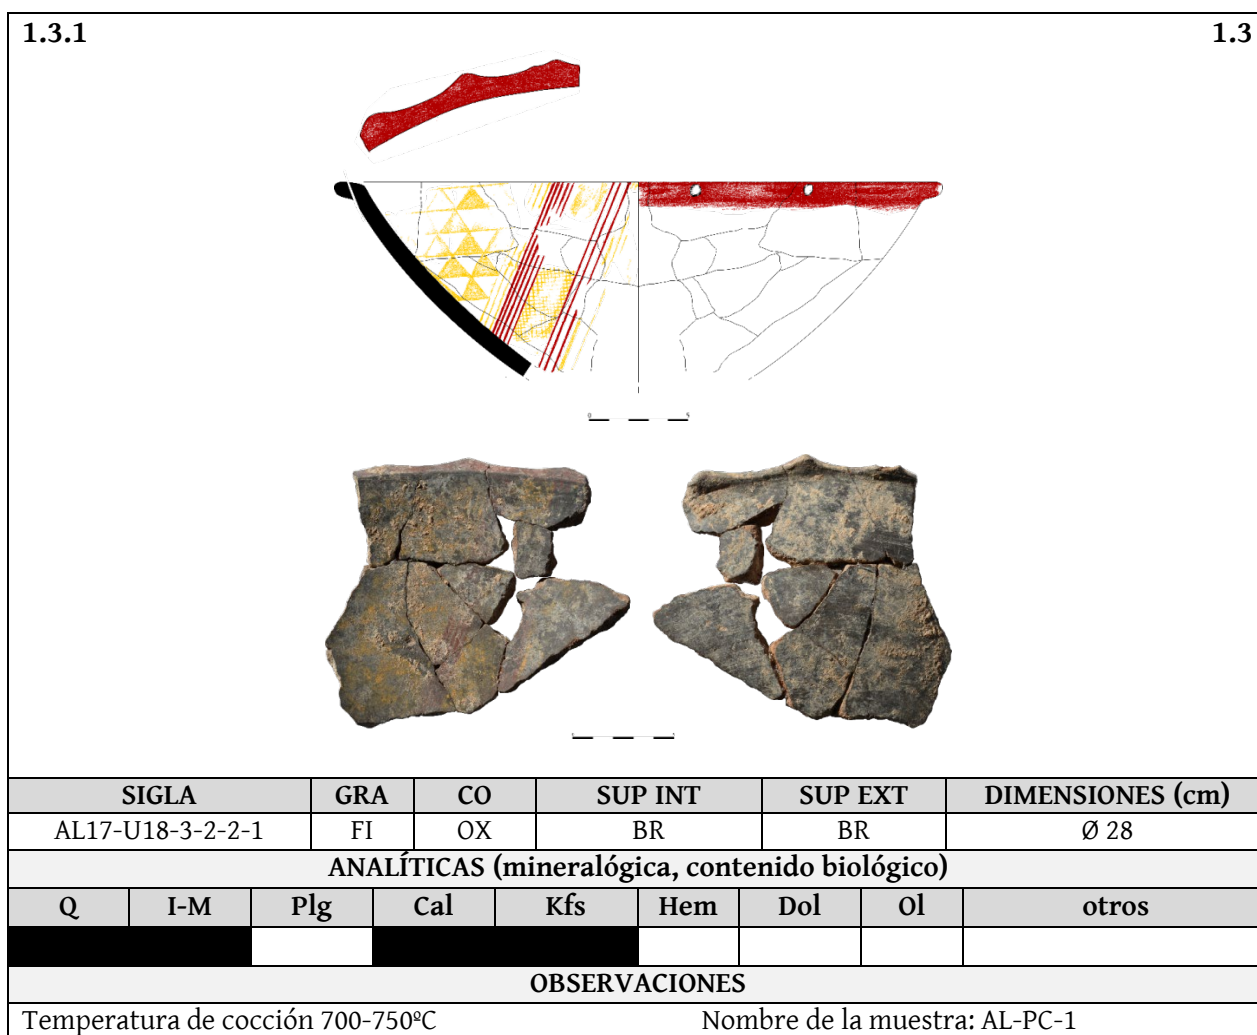 1.3.1 1.3
SIGLA GRA CO SUP INT SUP EXT DIMENSIONES (cm)
AL17-U18-3-2-2-1 FI OX BR BR Ø 28
ANALÍTICAS (mineralógica, contenido biológico)
Q I-M Plg Cal Kfs Hem Dol Ol otros
OBSERVACIONES
Temperatura de cocción 700-750ºC Nombre de la muestra: AL-PC-1